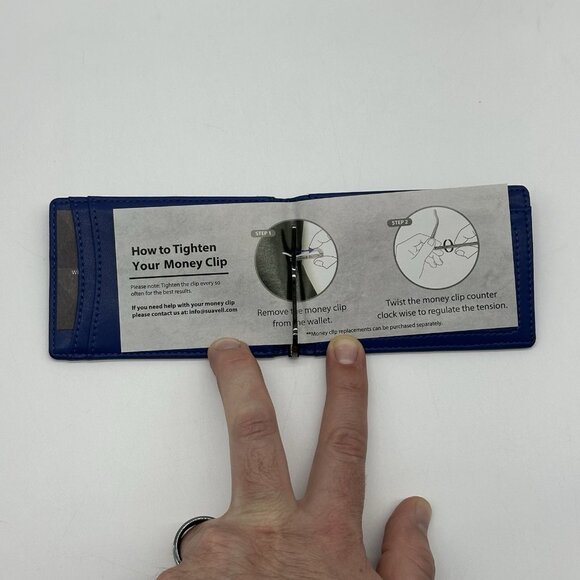 How to Tighten
Your Money Clip
Please note: Tighten the clip every so
often for the best results.
If you need help with your money clip
please contact us at: info@suavell.com
STEP 1
Remove the money clip
from the wallet.
STEP 2
Twist the money clip counter
clock wise to regulate the tension.
**Money clip replacements can be purchased separately.